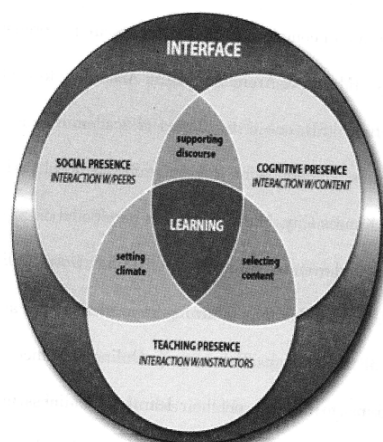 INTERFACE
supporting
discourse
SOCIAL PRESENCE
INTERACTION W/PEERS
COGNITIVE PRESENCE
INTERACTION W/CONTENT
LEARNING
setting
climate
selecting
content
TEACHING PRESENCE
INTERACTION W/INSTRUCTORS